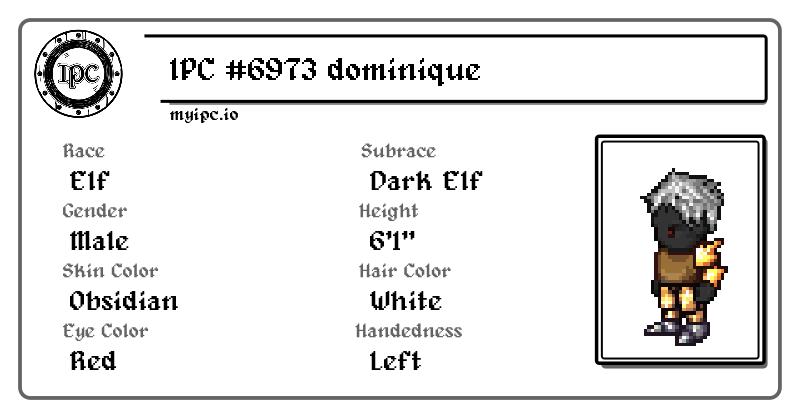 IPC
IPC #6973 dominique
myipc.io
Race
Elf
Subrace
Dark Elf
Gender
Male
Height
6'1"
Skin Color
Obsidian
Hair Color
White
Eye Color
Red
Handedness
Left